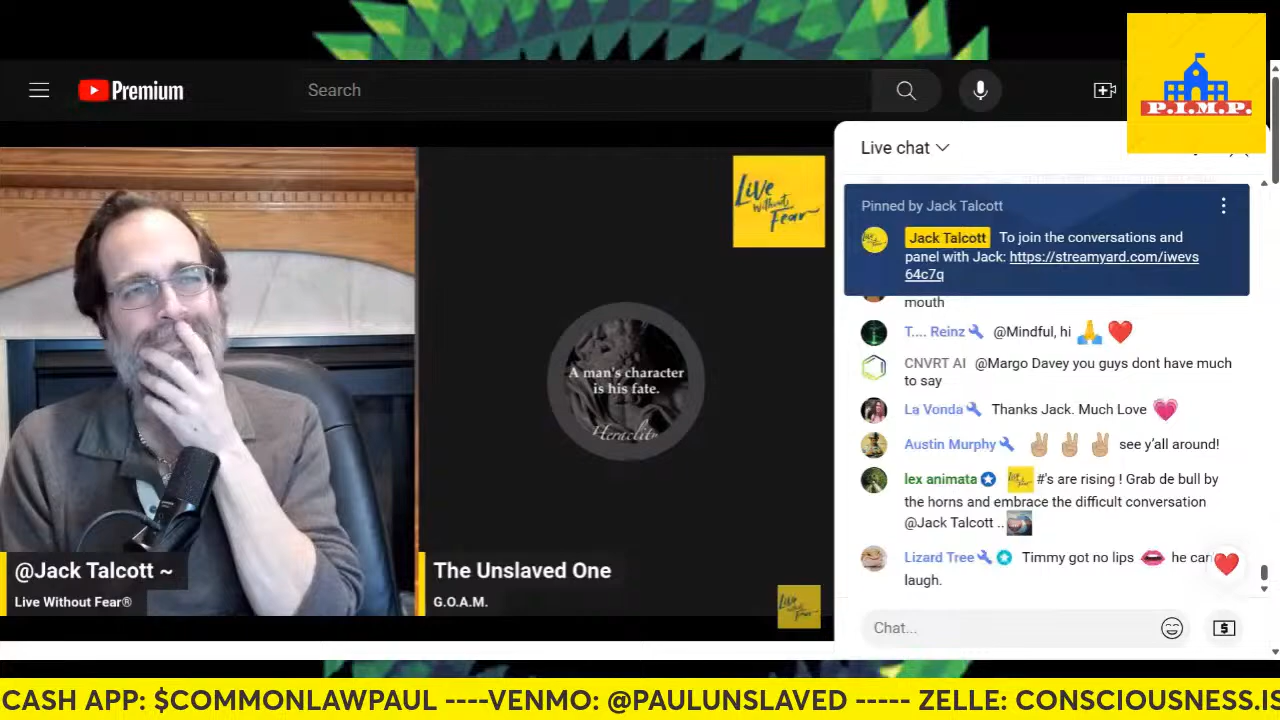 Premium
Search
P.I.M.P.
Live chat
Live
Without
Fear
Pinned by Jack Talcott
Jack Talcott To join the conversations and
panel with Jack: https://streamyard.com/iwevs
64c7q
mouth
T.... Reinz @Mindful, hi 🙏 ❤️
CNVRT AI @Margo Davey you guys dont have much
to say
La Vonda Thanks Jack. Much Love 💗
Austin Murphy ✌🏼 ✌🏼 ✌🏼 see y'all around!
lex animata #'s are rising ! Grab de bull by
the horns and embrace the difficult conversation
@Jack Talcott ..
Lizard Tree Timmy got no lips 👄 he can
laugh.
Chat...
A man's character
is his fate.
@Jack Talcott ~
Live Without Fear®
The Unslaved One
G.O.A.M.
CASH APP: $COMMONLAWPAUL ----VENMO: @PAULUNSLAVED ----- ZELLE: CONSCIOUSNESS.IS